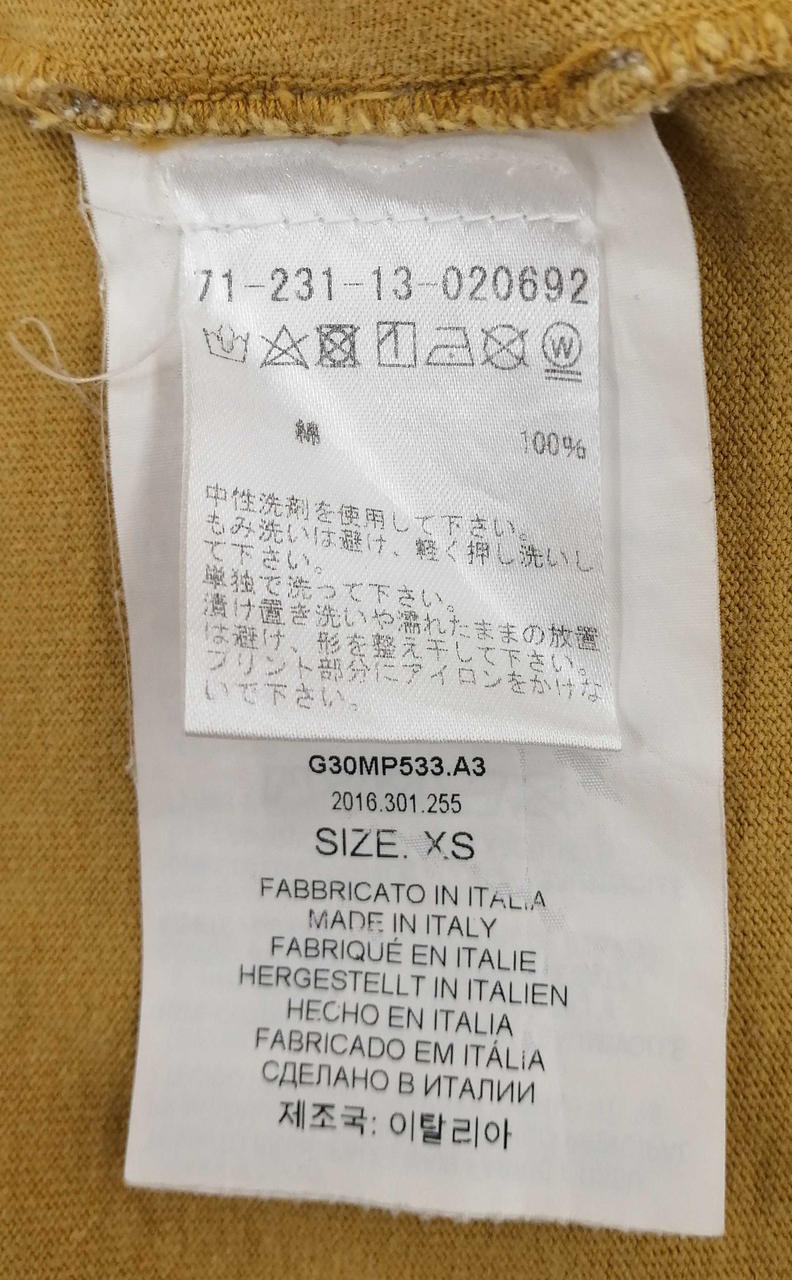 71-231-13-020692
W
綿 100%
中性洗剤を使用して下さい。
もみ洗いは避け、軽く押し洗いし
て下さい。
単独で洗って下さい。
漬け置き洗いや濡れたままの放置
は避け、形を整え干して下さい。
プリント部分にアイロンをかけな
いで下さい。
G30MP533.A3
2016.301.255
SIZE. XS
FABBRICATO IN ITALIA
MADE IN ITALY
FABRIQUÉ EN ITALIE
HERGESTELLT IN ITALIEN
HECHO EN ITALIA
FABRICADO EM ITÁLIA
СДЕЛАНО В ИТАЛИИ
제조국: 이탈리아